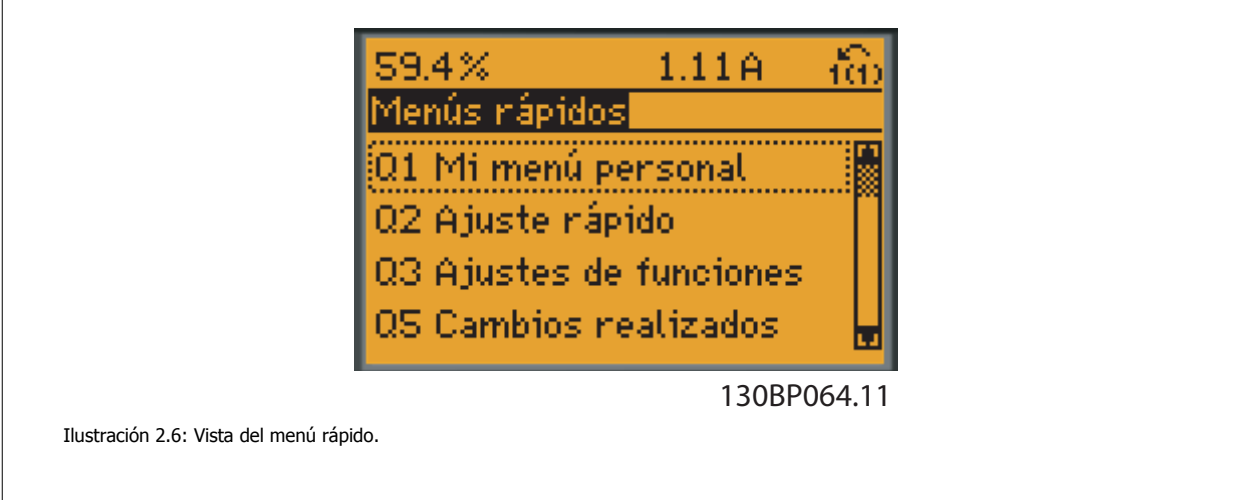 59.4% 1.11A 1(1)
Menús rápidos
Q1 Mi menú personal
Q2 Ajuste rápido
Q3 Ajustes de funciones
Q5 Cambios realizados
130BP064.11
Ilustración 2.6: Vista del menú rápido.